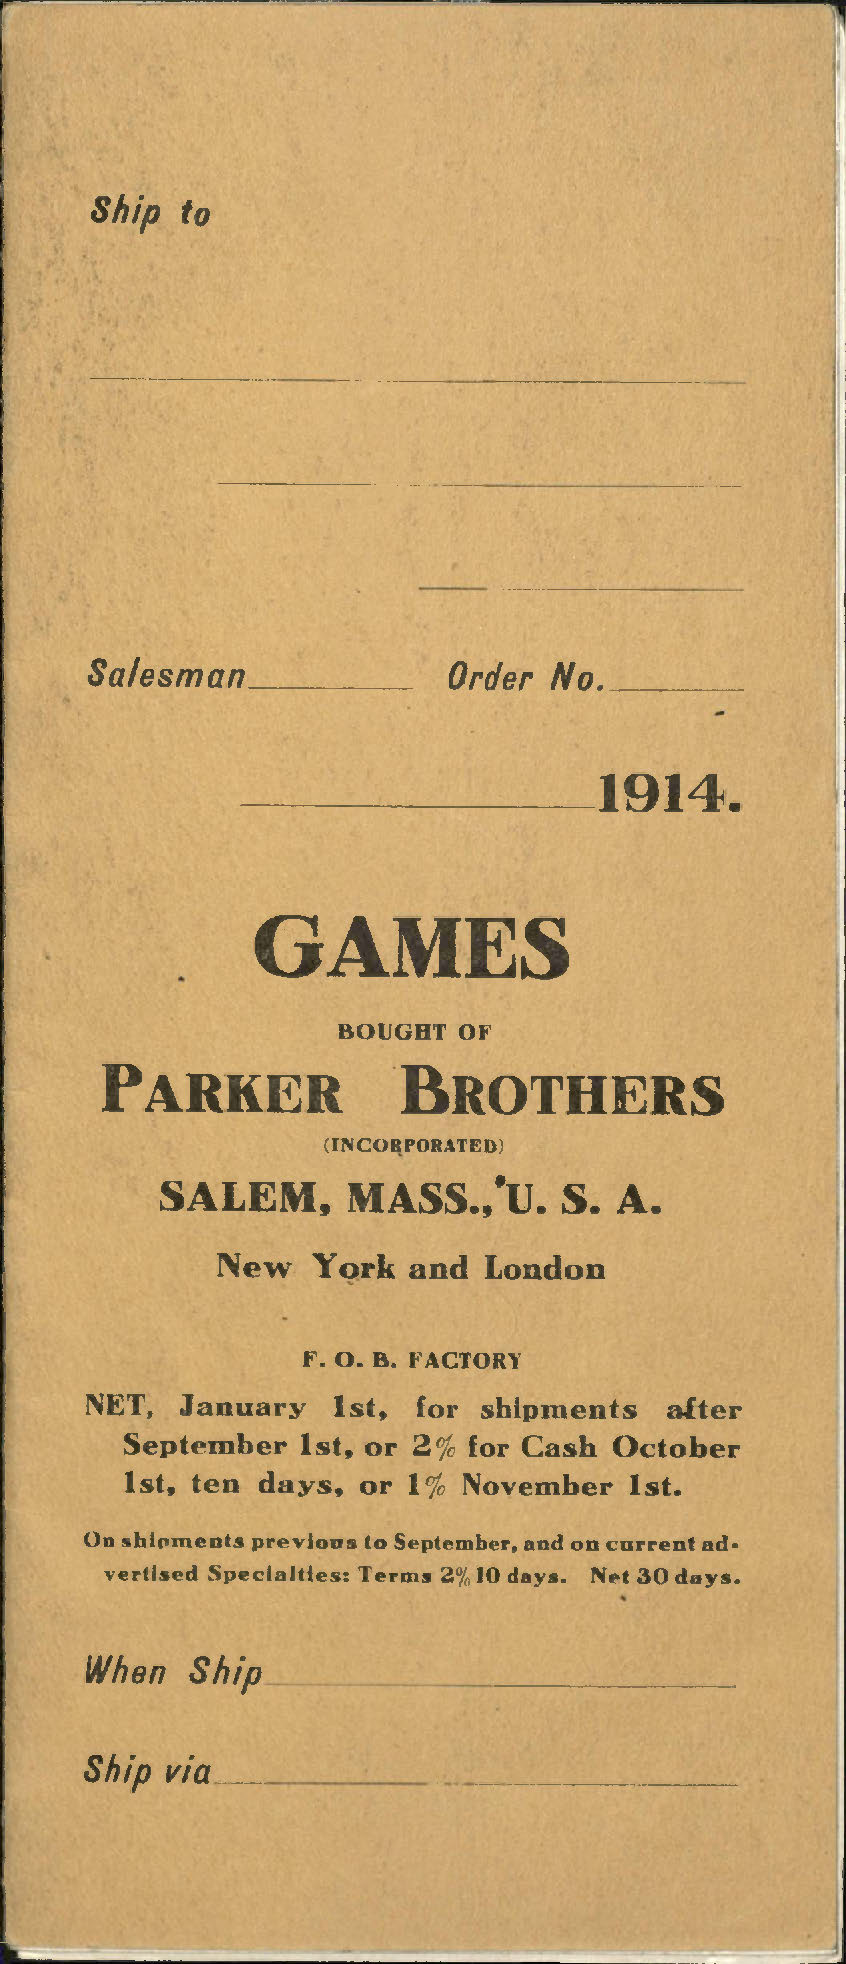 Ship to
Salesman Order No.
1914.
GAMES
BOUGHT OF
PARKER BROTHERS
(INCORPORATED)
SALEM, MASS., U. S. A.
New York and London
F. O. B. FACTORY
NET, January 1st, for shipments after
September 1st, or 2% for Cash October
1st, ten days, or 1% November 1st.
On shipments previous to September, and on current ad-
vertised Specialties: Terms 2% 10 days. Net 30 days.
When Ship
Ship via